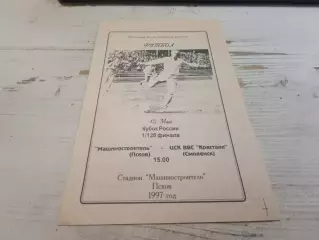 ФУТБОЛ
Мая
Кубок России
1/128 финала
"Машиностроитель" - ЦСК ВВС "Кристалл"
(Псков) (Смоленск)
15.00
Стадион "Машиностроитель"
Псков
1997 год